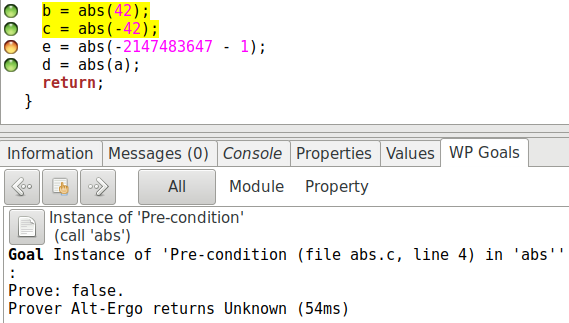 b = abs(42);
c = abs(-42);
e = abs(-2147483647 - 1);
d = abs(a);
return;
}
Information Messages (0) Console Properties Values WP Goals
All Module Property
Instance of 'Pre-condition'
(call 'abs')
Goal Instance of 'Pre-condition (file abs.c, line 4) in 'abs''
:
Prove: false.
Prover Alt-Ergo returns Unknown (54ms)